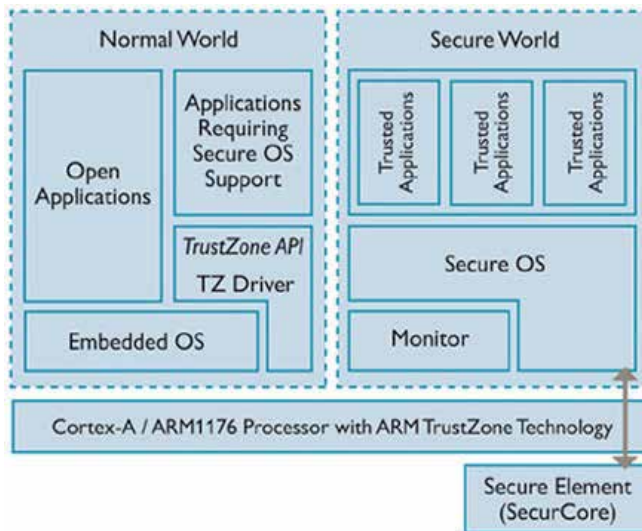 Normal World
Open
Applications
Applications
Requiring
Secure OS
Support
TrustZone API
TZ Driver
Embedded OS
Secure World
Trusted
Applications
Trusted
Applications
Trusted
Applications
Secure OS
Monitor
Cortex-A / ARM1176 Processor with ARM TrustZone Technology
Secure Element
(SecurCore)